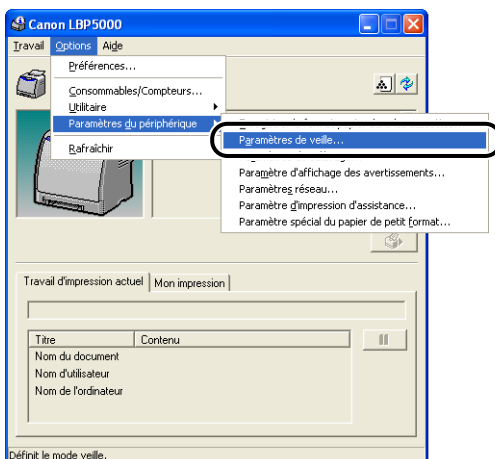 Canon LBP5000
Travail Options Aide
Préférences...
Consommables/Compteurs...
Utilitaire
Paramètres du périphérique
Rafraîchir
Paramètres de veille...
Paramètre d'affichage des avertissements...
Paramètres réseau...
Paramètre d'impression d'assistance...
Paramètre spécial du papier de petit format...
Travail d'impression actuel Mon impression
Titre Contenu
Nom du document
Nom d'utilisateur
Nom de l'ordinateur
Définit le mode veille.